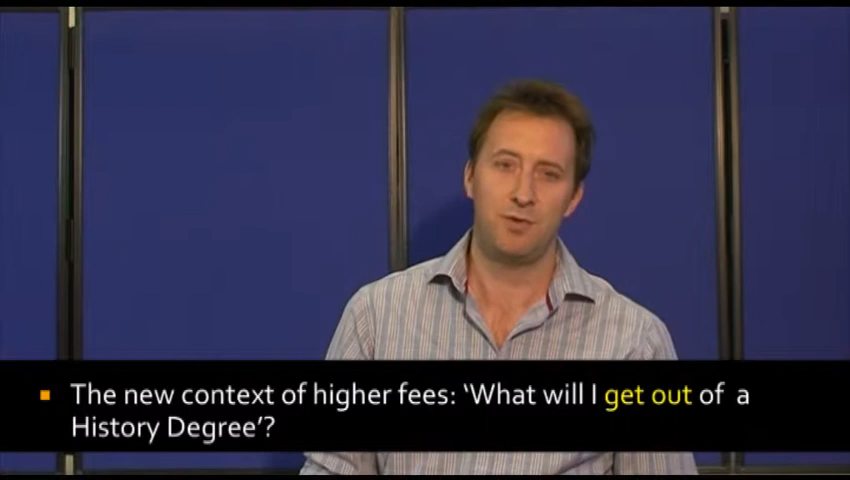 The new context of higher fees: ‘What will I get out of a
History Degree’?